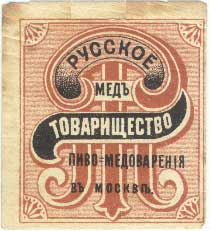 РУССКОЕ
МЕДЪ
ТОВАРИЩЕСТВО
ПИВО=МЕДОВАРЕНІЯ
ВЪ МОСКВѢ.